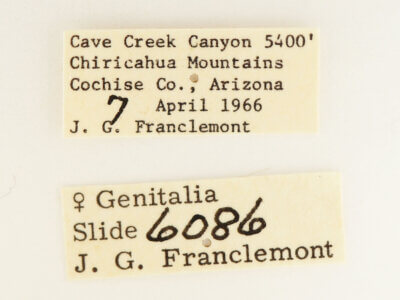 Cave Creek Canyon 5400'
Chiricahua Mountains
Cochise Co., Arizona
7 April 1966
J. G. Franclemont
♀ Genitalia
Slide 6086
J. G. Franclemont